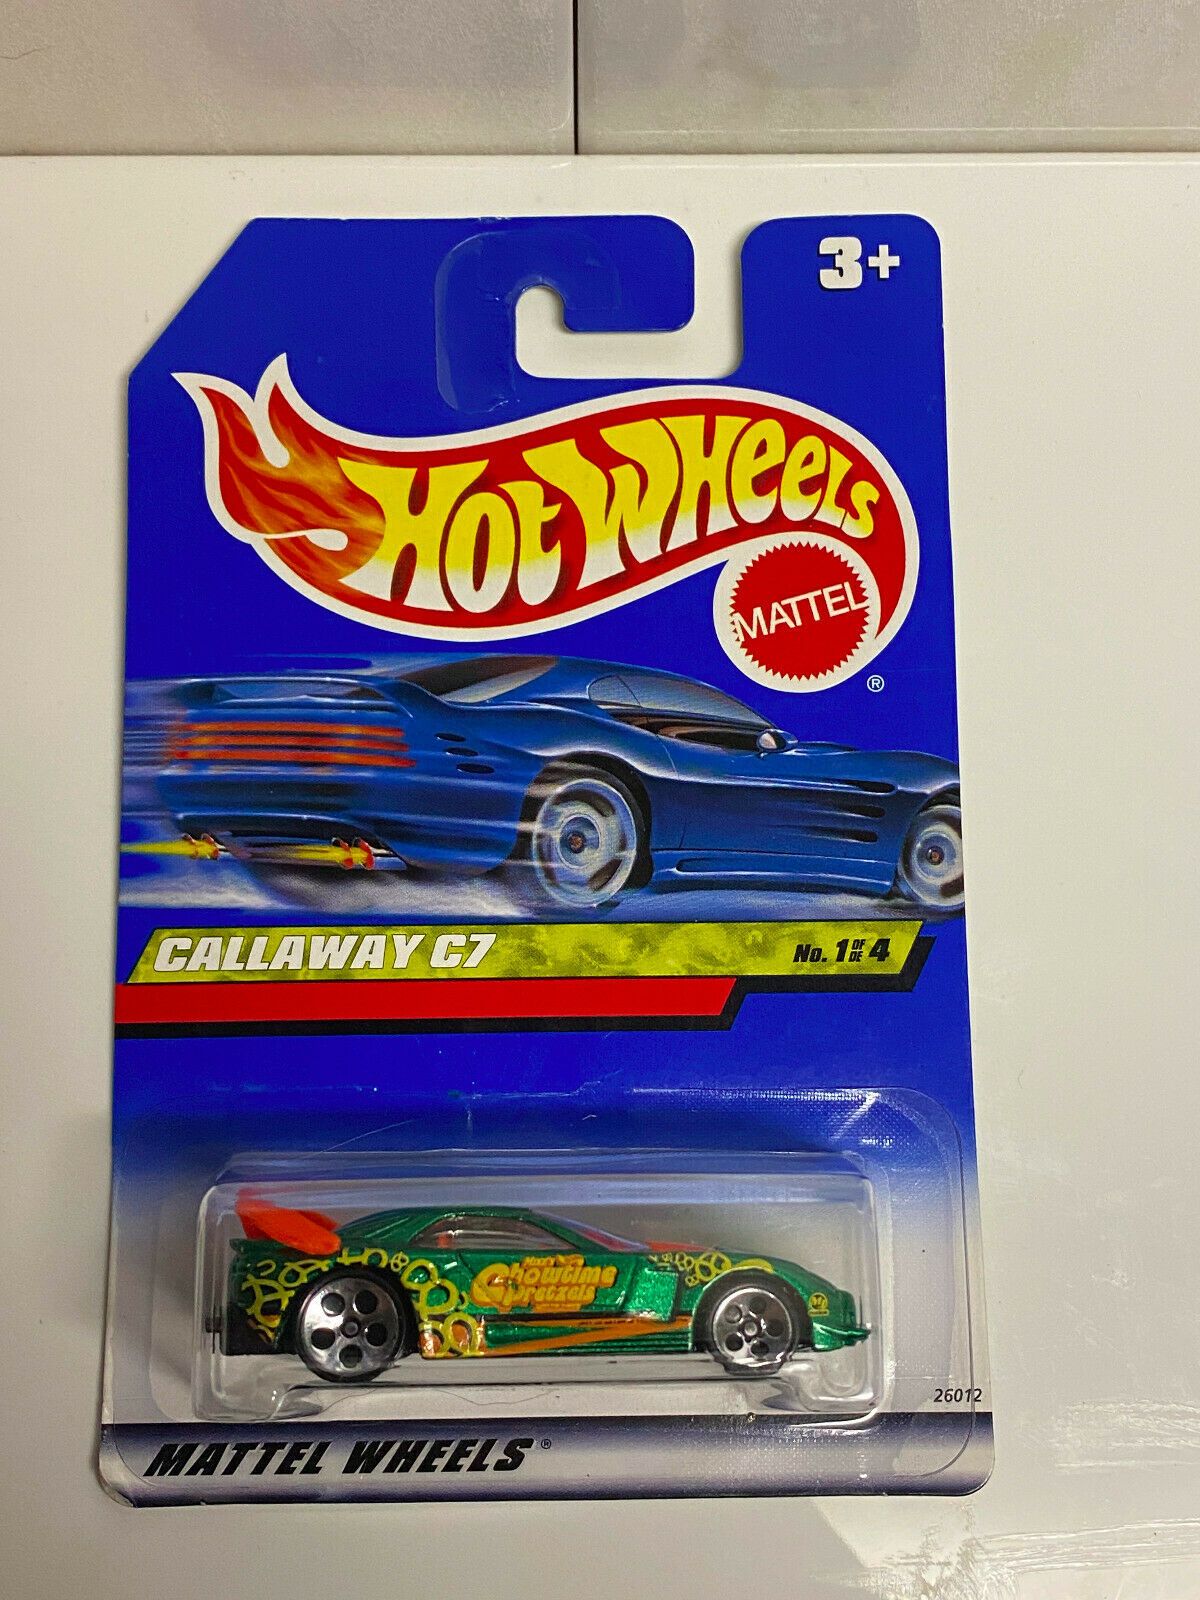 3+
HOT WHEELS
MATTEL
®
CALLAWAY C7
No. 1 OF DE 4
Showtime
Pretzels
26012
MATTEL WHEELS®